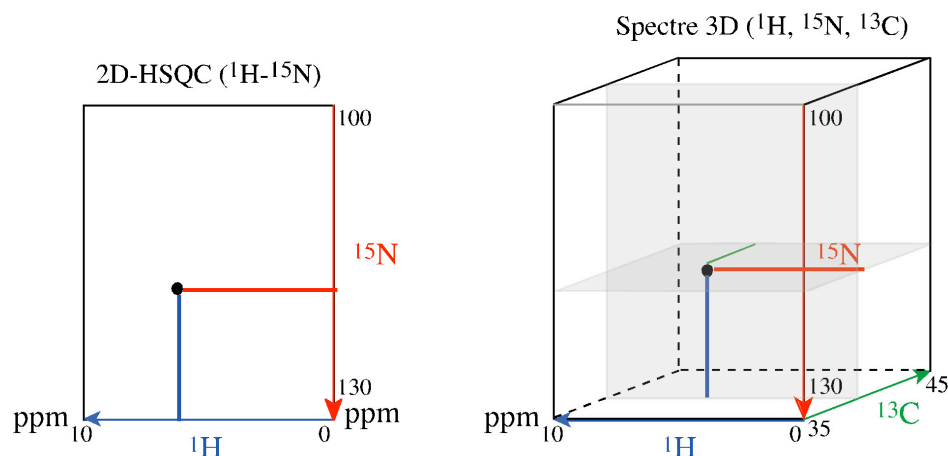 2D-HSQC (¹H-¹⁵N)
100
¹⁵N
130
ppm
ppm
10
0
¹H
Spectre 3D (¹H, ¹⁵N, ¹³C)
100
¹⁵N
130
45
¹³C
ppm
10
0
35
¹H